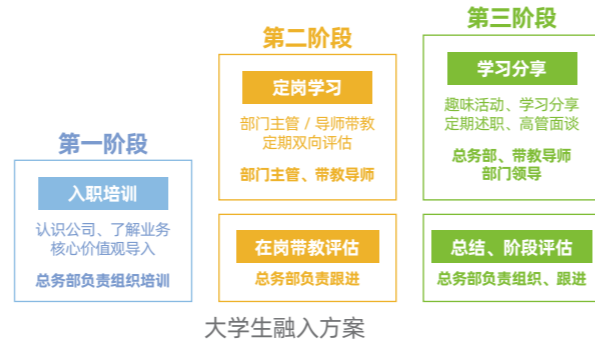 第一阶段
入职培训
认识公司、了解业务
核心价值观导入
总务部负责组织培训
第二阶段
定岗学习
部门主管 / 导师带教
定期双向评估
部门主管、带教导师
在岗带教评估
总务部负责跟进
第三阶段
学习分享
趣味活动、学习分享
定期述职、高管面谈
总务部、带教导师
部门领导
总结、阶段评估
总务部负责组织、跟进
大学生融入方案